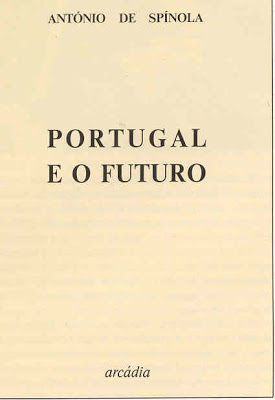 ANTÓNIO DE SPÍNOLA
PORTUGAL
E O FUTURO
arcádia